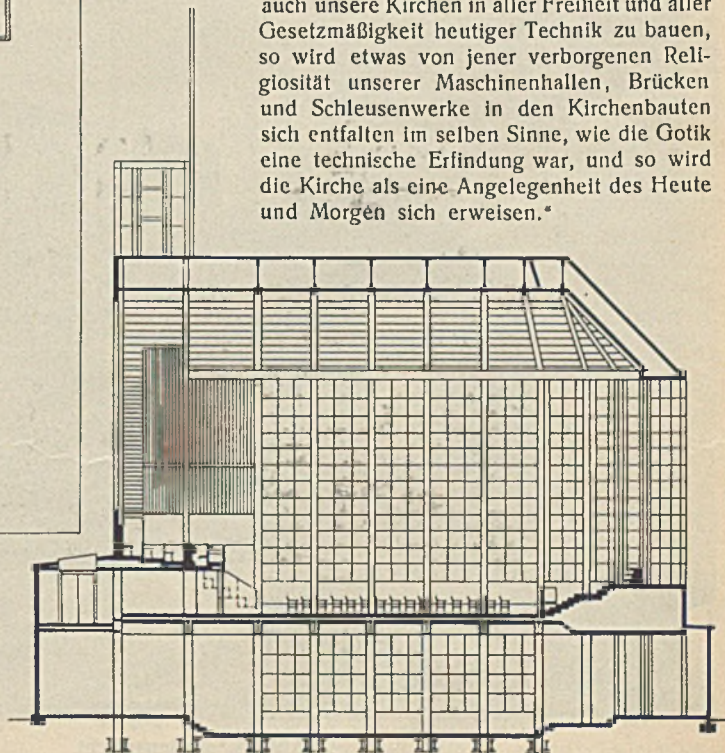 auch unsere Kirchen in aller Freiheit und aller
Gesetzmäßigkeit heutiger Technik zu bauen,
so wird etwas von jener verborgenen Reli-
giosität unserer Maschinenhallen, Brücken
und Schleusenwerke in den Kirchenbauten
sich entfalten im selben Sinne, wie die Gotik
eine technische Erfindung war, und so wird
die Kirche als eine Angelegenheit des Heute
und Morgen sich erweisen.“